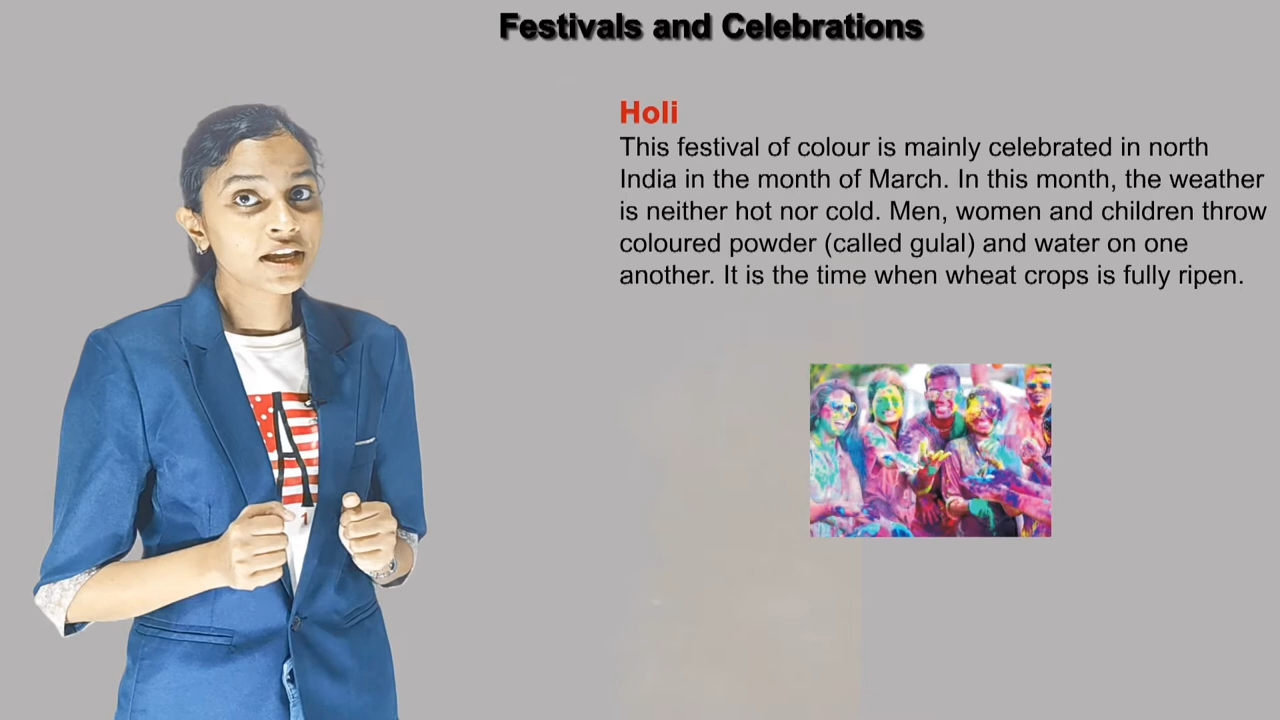 Festivals and Celebrations
Holi
This festival of colour is mainly celebrated in north
India in the month of March. In this month, the weather
is neither hot nor cold. Men, women and children throw
coloured powder (called gulal) and water on one
another. It is the time when wheat crops is fully ripen.
A
1